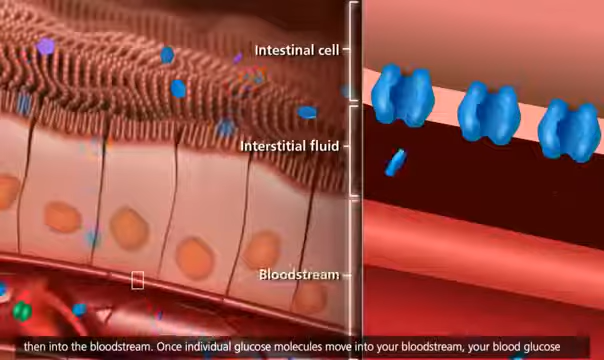 Intestinal cell
Interstitial fluid
Bloodstream
then into the bloodstream. Once individual glucose molecules move into your bloodstream, your blood glucose